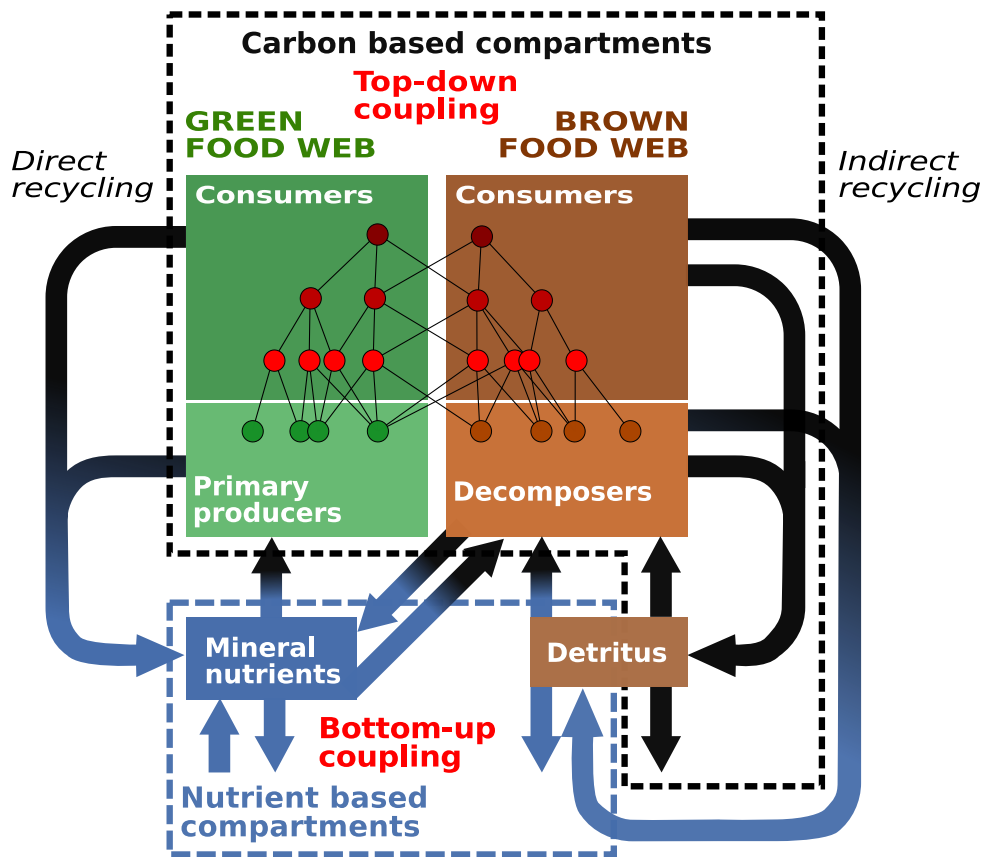 Carbon based compartments
Top-down
coupling
GREEN
FOOD WEB
BROWN
FOOD WEB
Direct
recycling
Indirect
recycling
Consumers
Consumers
Primary
producers
Decomposers
Mineral
nutrients
Detritus
Bottom-up
coupling
Nutrient based
compartments